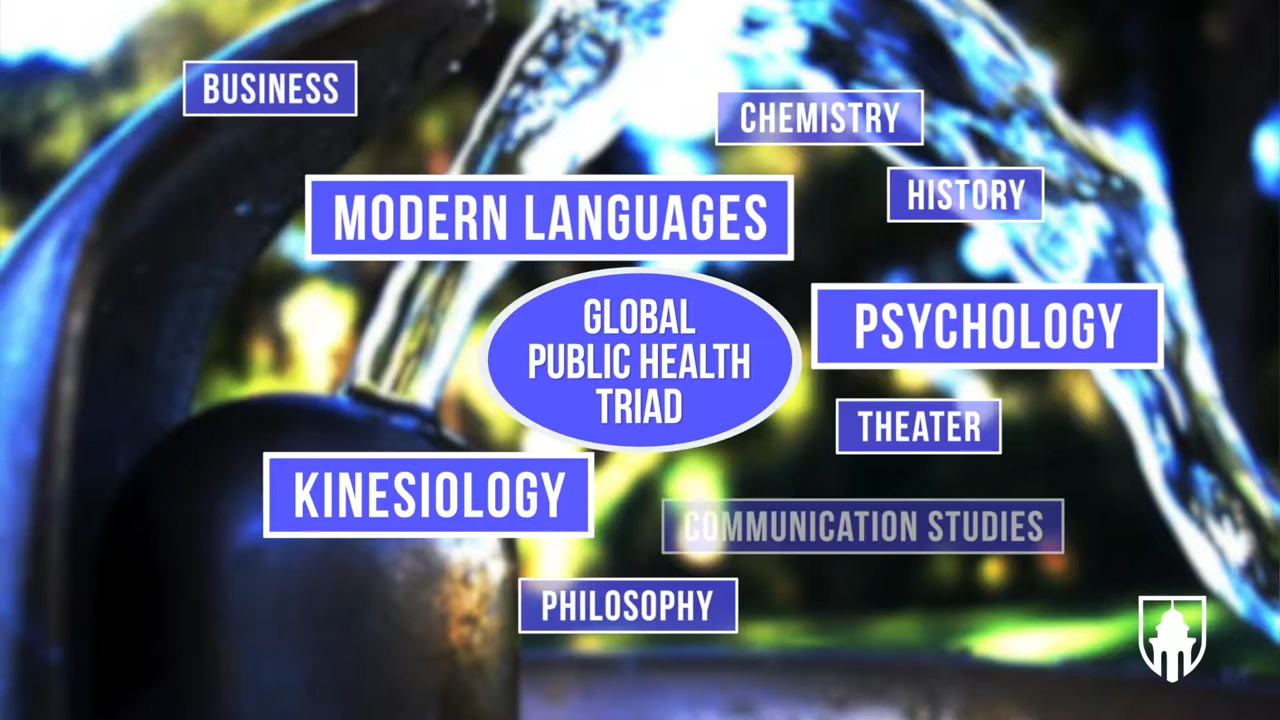 BUSINESS
CHEMISTRY
HISTORY
MODERN LANGUAGES
GLOBAL
PUBLIC HEALTH
TRIAD
PSYCHOLOGY
THEATER
KINESIOLOGY
COMMUNICATION STUDIES
PHILOSOPHY